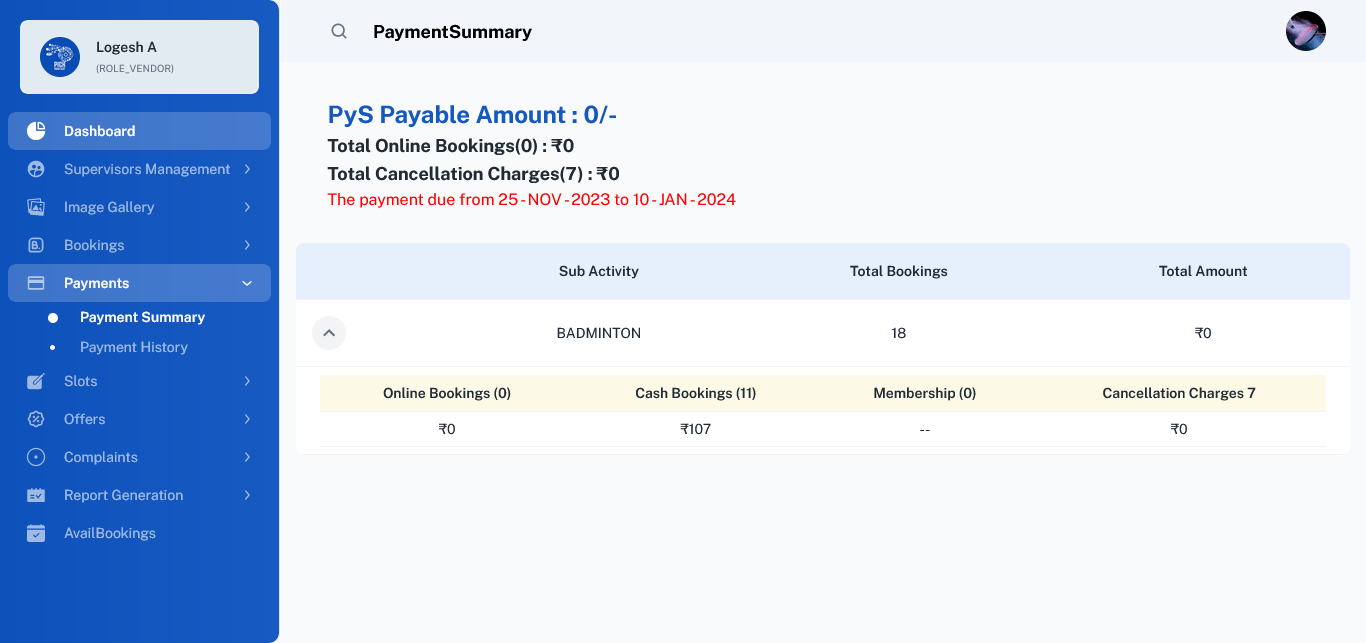 Logesh A
(ROLE_VENDOR)
Dashboard
Supervisors Management
Image Gallery
Bookings
Payments
Payment Summary
Payment History
Slots
Offers
Complaints
Report Generation
AvailBookings
PaymentSummary
PyS Payable Amount : 0/-
Total Online Bookings(0) : ₹0
Total Cancellation Charges(7) : ₹0
The payment due from 25-NOV-2023 to 10-JAN-2024
Sub Activity Total Bookings Total Amount
BADMINTON 18 ₹0
Online Bookings (0) Cash Bookings (11) Membership (0) Cancellation Charges 7
₹0 ₹107 -- ₹0